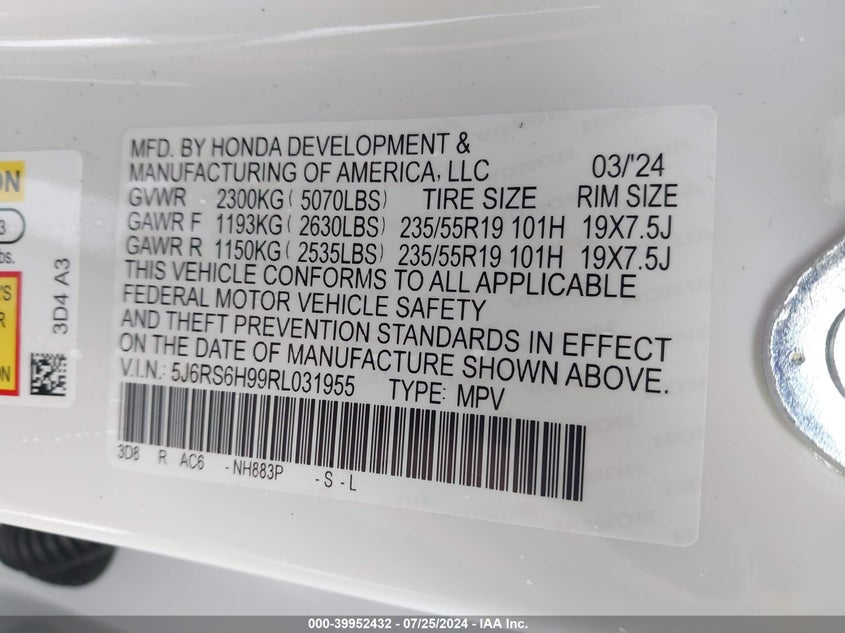 MFD. BY HONDA DEVELOPMENT &
MANUFACTURING OF AMERICA, LLC 03/'24
GVWR 2300KG ( 5070LBS) TIRE SIZE RIM SIZE
GAWR F 1193KG ( 2630LBS) 235/55R19 101H 19X7.5J
GAWR R 1150KG ( 2535LBS) 235/55R19 101H 19X7.5J
THIS VEHICLE CONFORMS TO ALL APPLICABLE
FEDERAL MOTOR VEHICLE SAFETY
AND THEFT PREVENTION STANDARDS IN EFFECT
ON THE DATE OF MANUFACTURE SHOWN ABOVE.
V.I.N.: 5J6RS6H99RL031955 TYPE: MPV
3D8 R AC6 -NH883P -S -L
3D4 A3
000-39952432 - 07/25/2024 - IAA Inc.